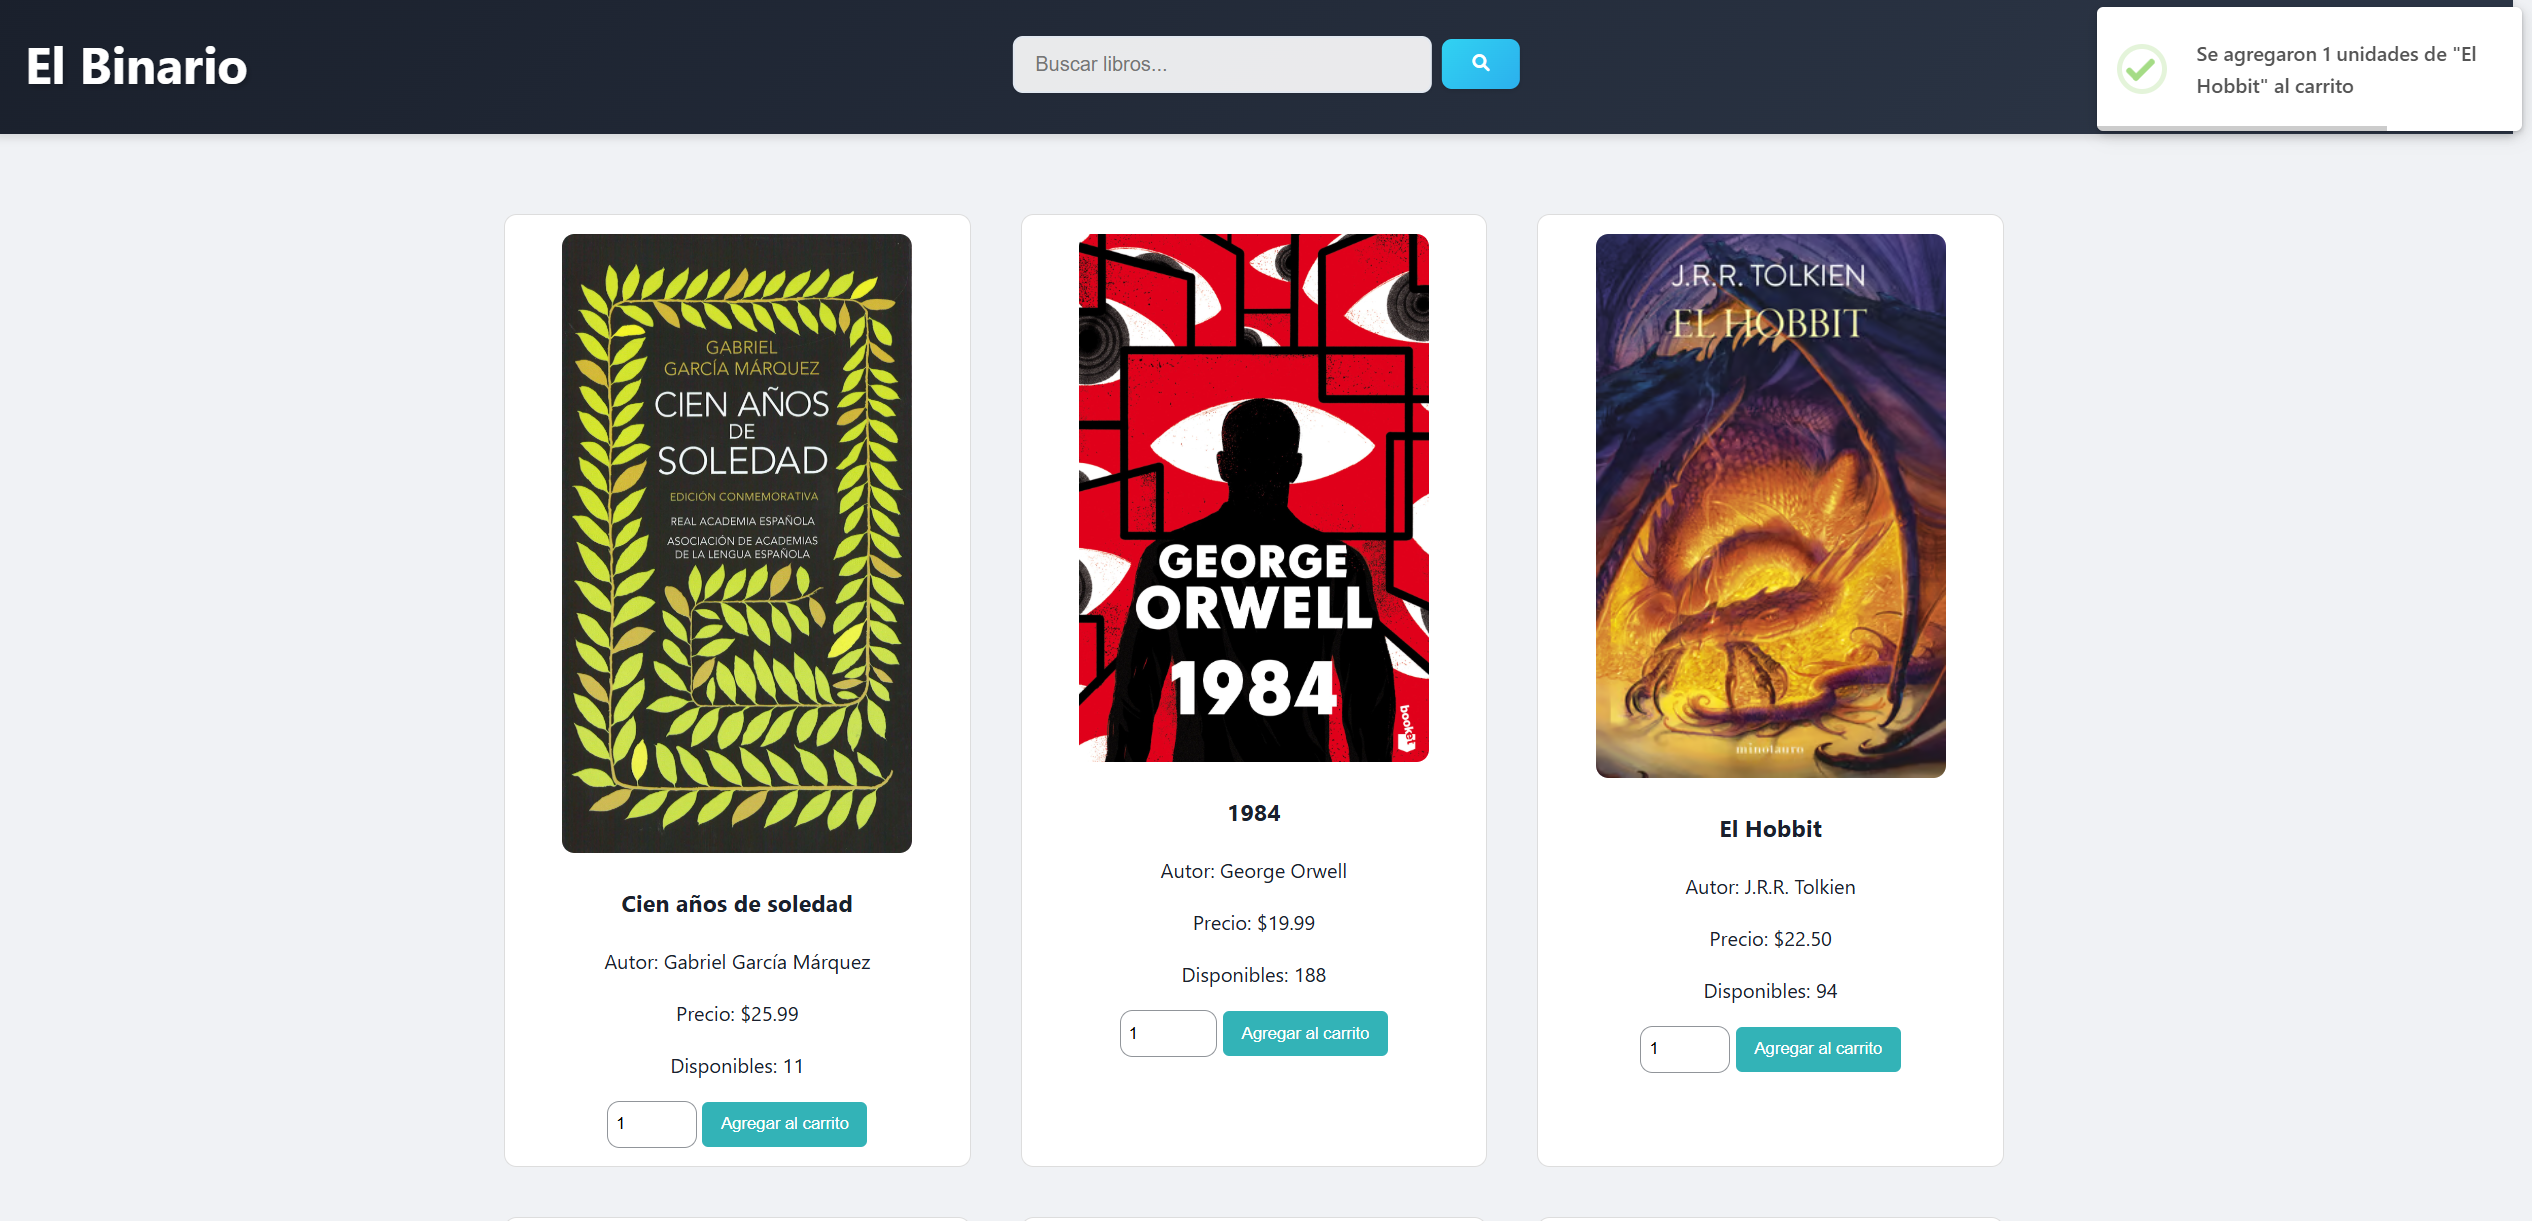 El Binario
Buscar libros...
Se agregaron 1 unidades de "El
Hobbit" al carrito
GABRIEL
GARCÍA MÁRQUEZ
CIEN AÑOS
DE
SOLEDAD
EDICIÓN CONMEMORATIVA
REAL ACADEMIA ESPAÑOLA
ASOCIACIÓN DE ACADEMIAS
DE LA LENGUA ESPAÑOLA
Cien años de soledad
Autor: Gabriel García Márquez
Precio: $25.99
Disponibles: 11
1
Agregar al carrito
GEORGE
ORWELL
1984
booket
1984
Autor: George Orwell
Precio: $19.99
Disponibles: 188
1
Agregar al carrito
J.R.R. TOLKIEN
EL HOBBIT
minotauro
El Hobbit
Autor: J.R.R. Tolkien
Precio: $22.50
Disponibles: 94
1
Agregar al carrito